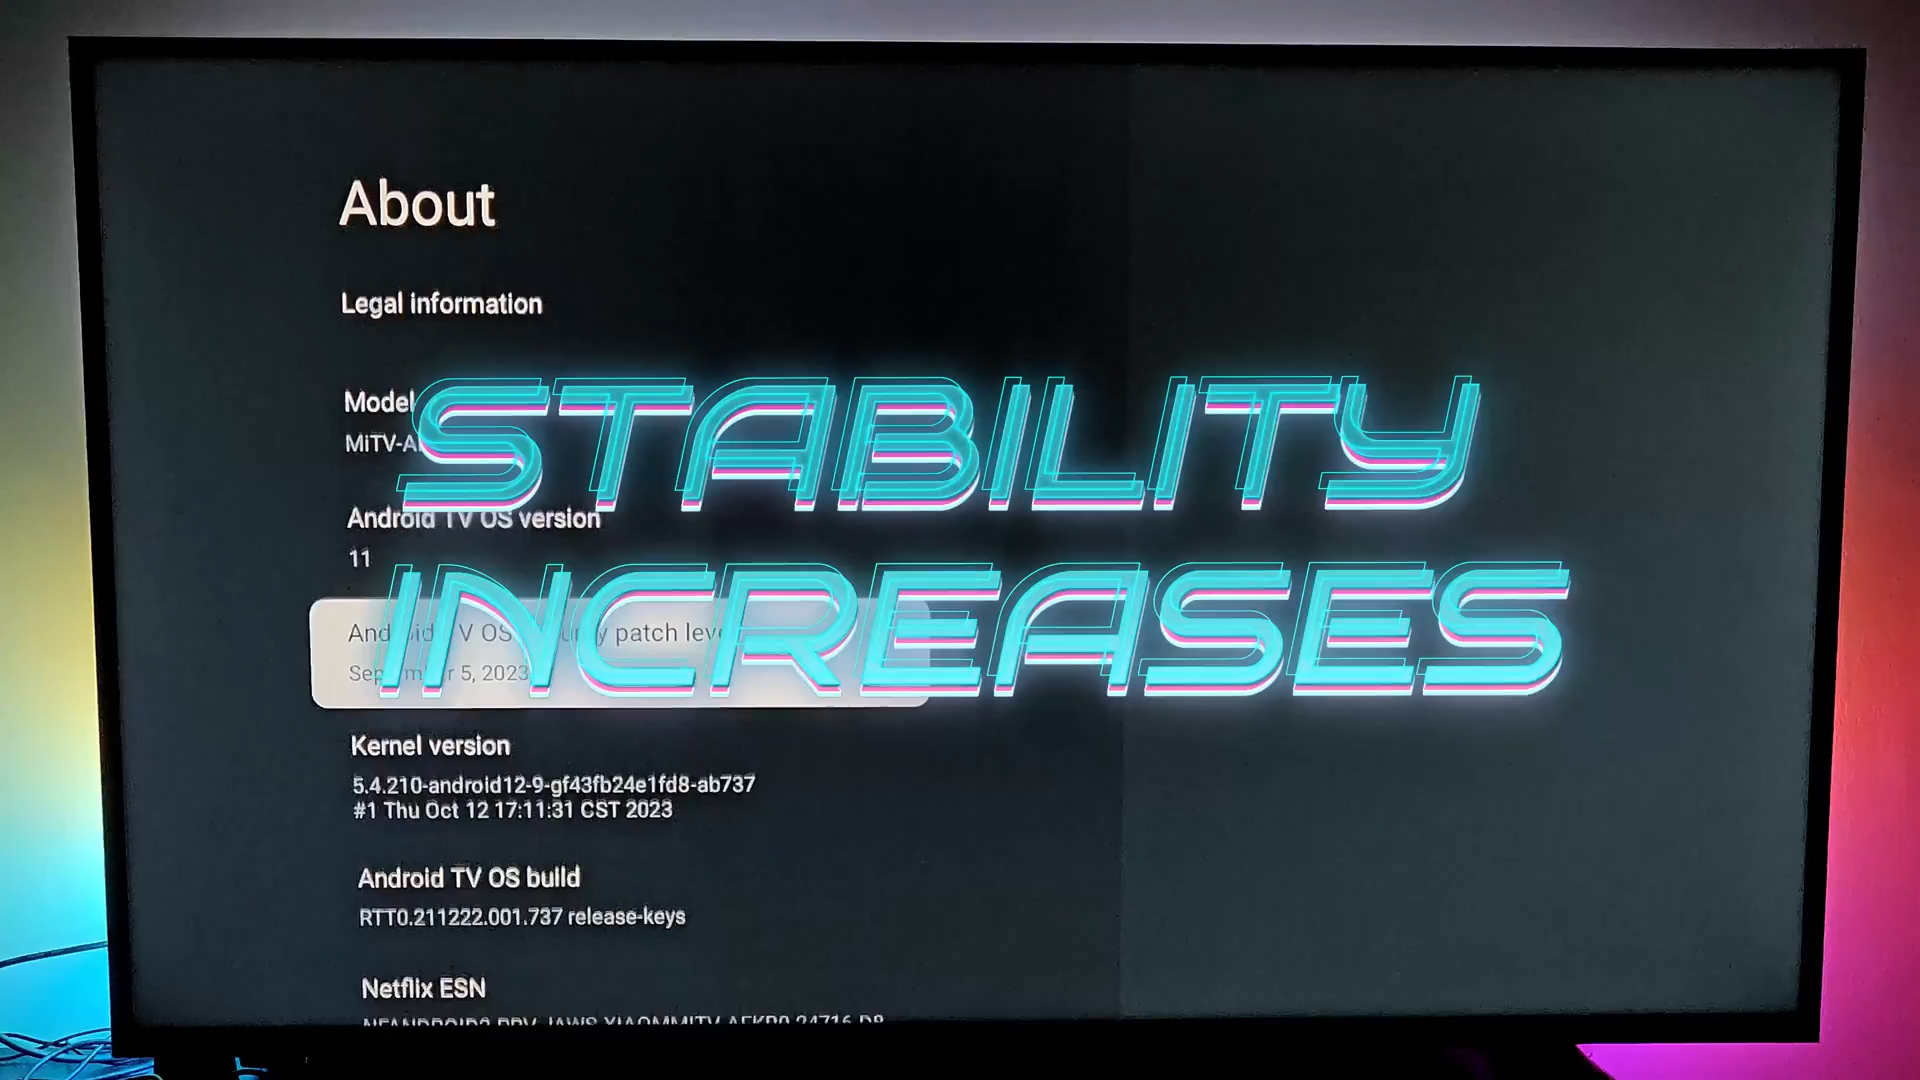 About
Legal information
Model
STABILITY
Android TV OS version
11
INCREASES
patch
5, 2023
Kernel version
5.4.210-android12-9-gf43fb24e1fd8-ab737
#1 Thu Oct 12 17:11:31 CST 2023
Android TV OS build
RTT0.211222.001.737 release-keys
Netflix ESN